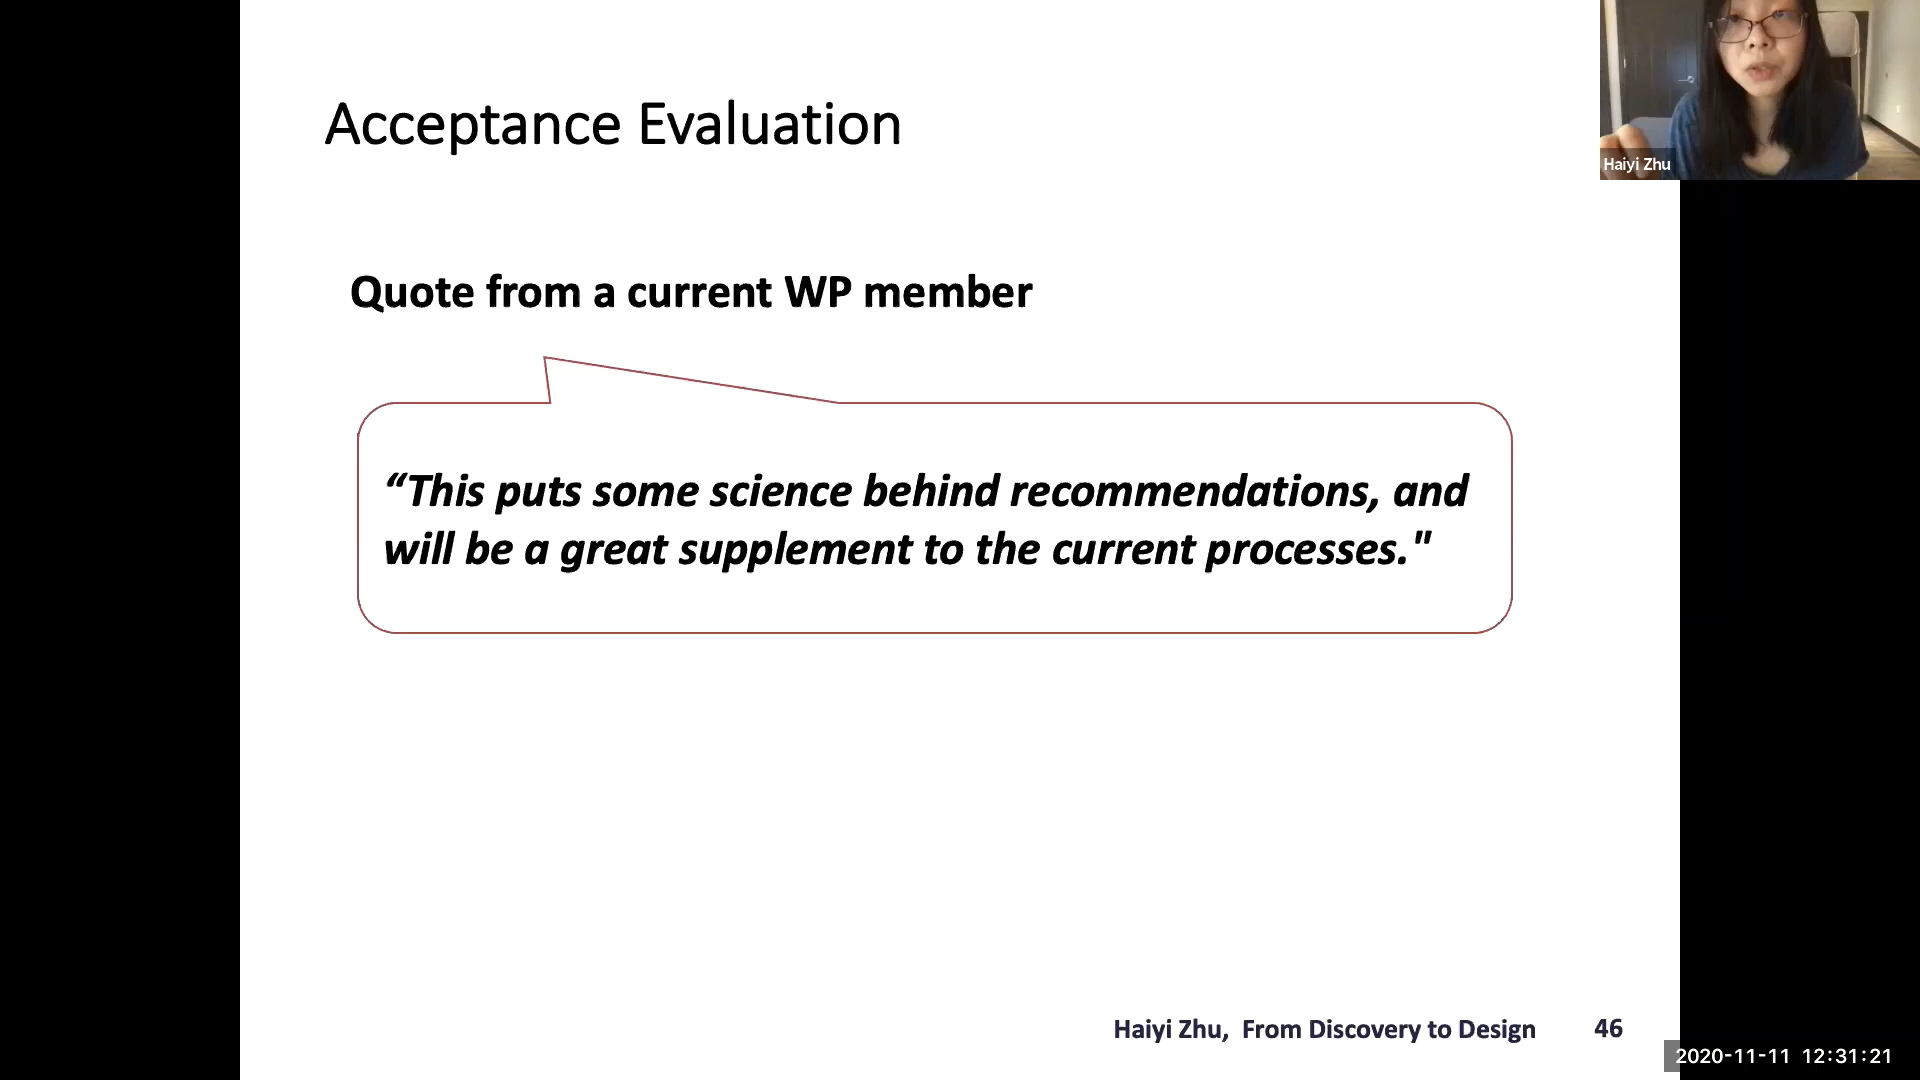 Acceptance Evaluation
Haiyi Zhu
Quote from a current WP member
“This puts some science behind recommendations, and
will be a great supplement to the current processes."
Haiyi Zhu, From Discovery to Design 46
2020-11-11 12:31:21